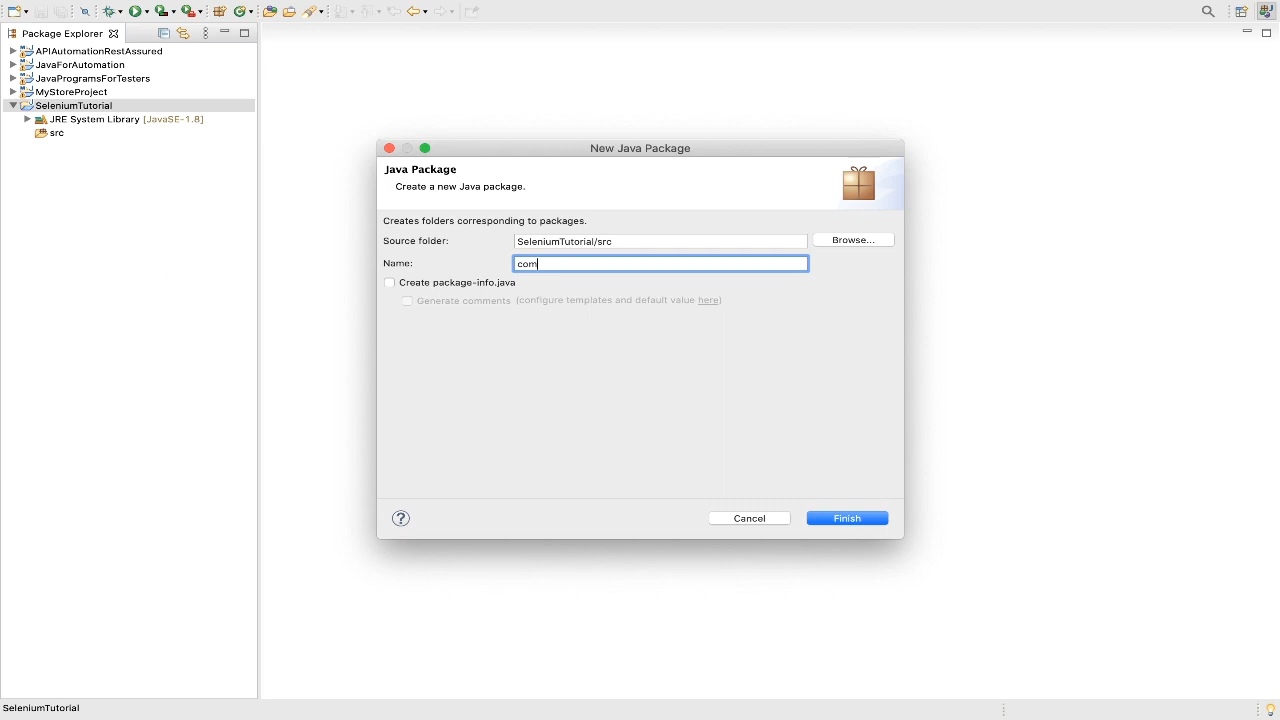 Package Explorer
APIAutomationRestAssured
JavaForAutomation
JavaProgramsForTesters
MyStoreProject
SeleniumTutorial
JRE System Library [JavaSE-1.8]
src
New Java Package
Java Package
Create a new Java package.
Creates folders corresponding to packages.
Source folder: SeleniumTutorial/src Browse...
Name: com
Create package-info.java
Generate comments (configure templates and default value here)
? Cancel Finish
SeleniumTutorial